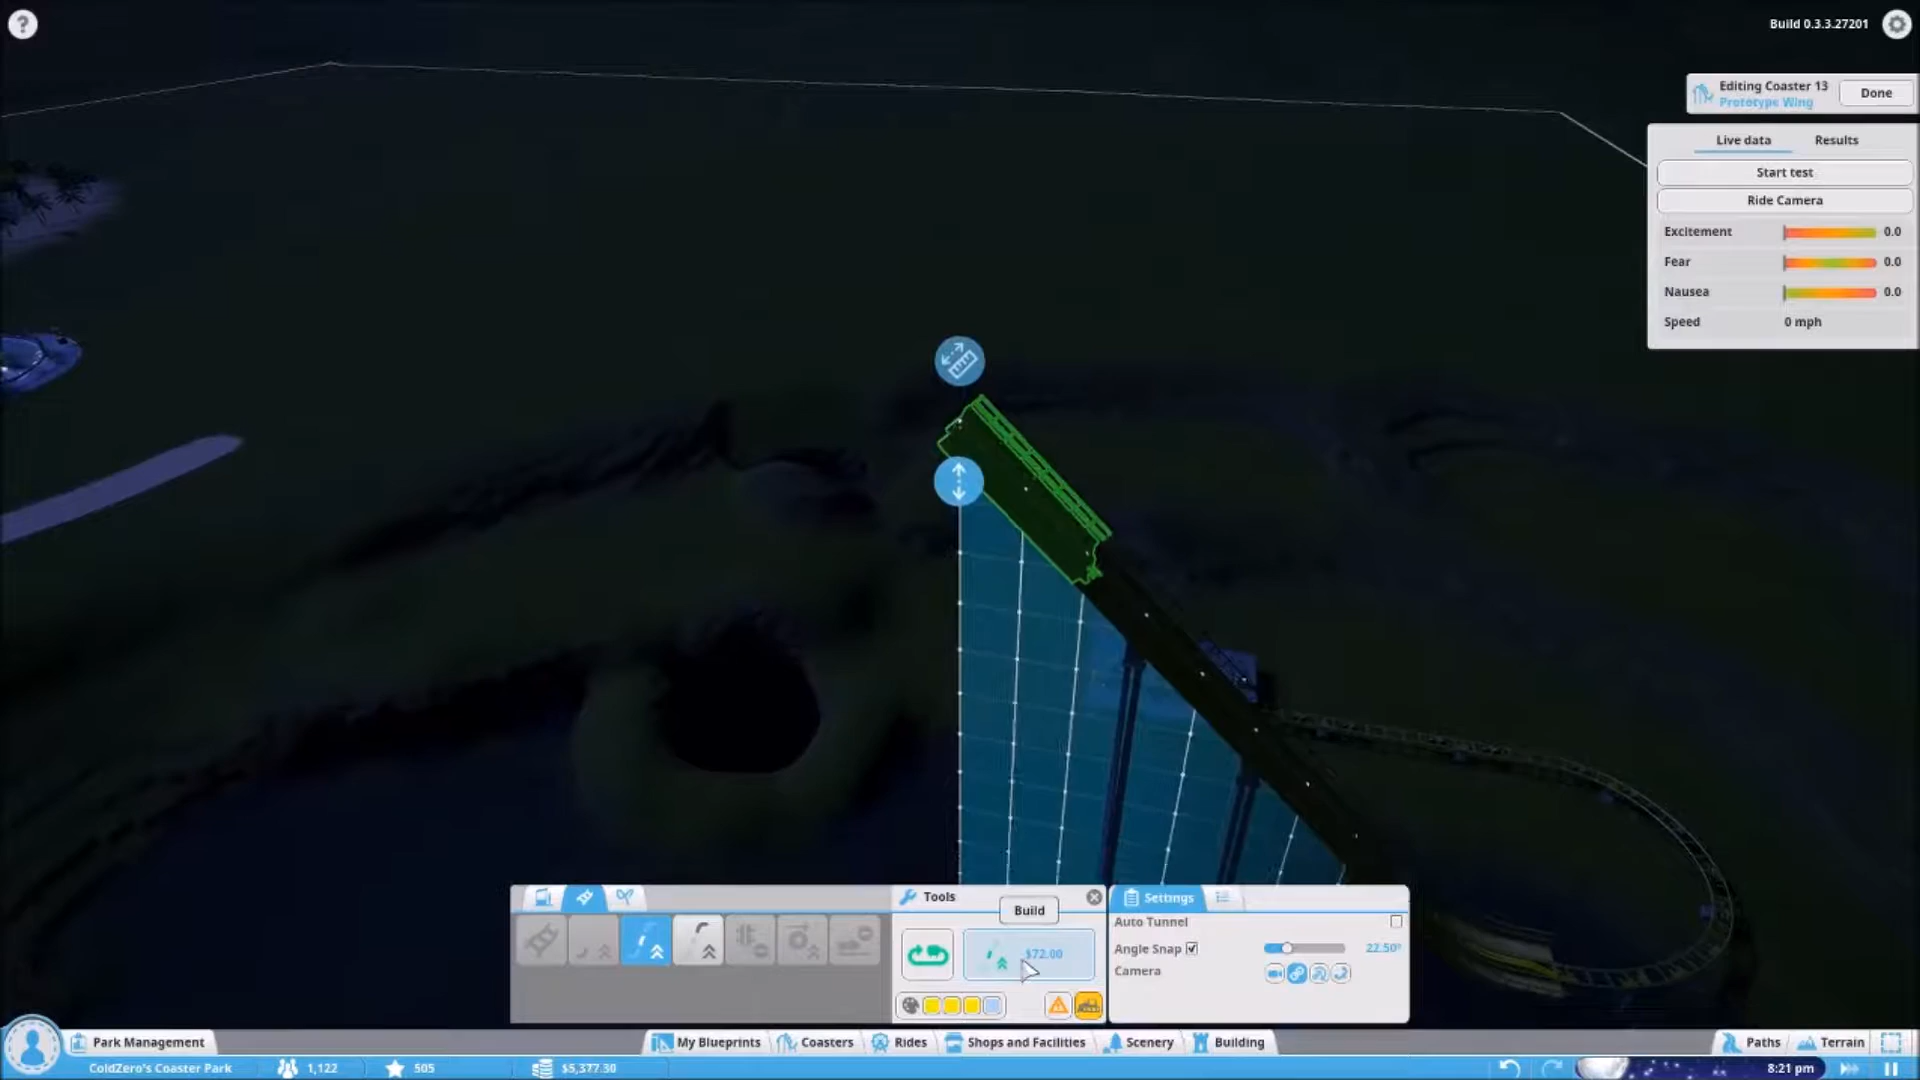 ?
Build 0.3.3.27201
Editing Coaster 13
Prototype Wing
Done
Live data
Results
Start test
Ride Camera
Excitement 0.0
Fear 0.0
Nausea 0.0
Speed 0 mph
Tools
Build
$72.00
Settings
Auto Tunnel
Angle Snap 22.50°
Camera
Park Management
My Blueprints
Coasters
Rides
Shops and Facilities
Scenery
Building
Paths
Terrain
ColdZero's Coaster Park
1,122
505
$5,377.30
8:21 pm